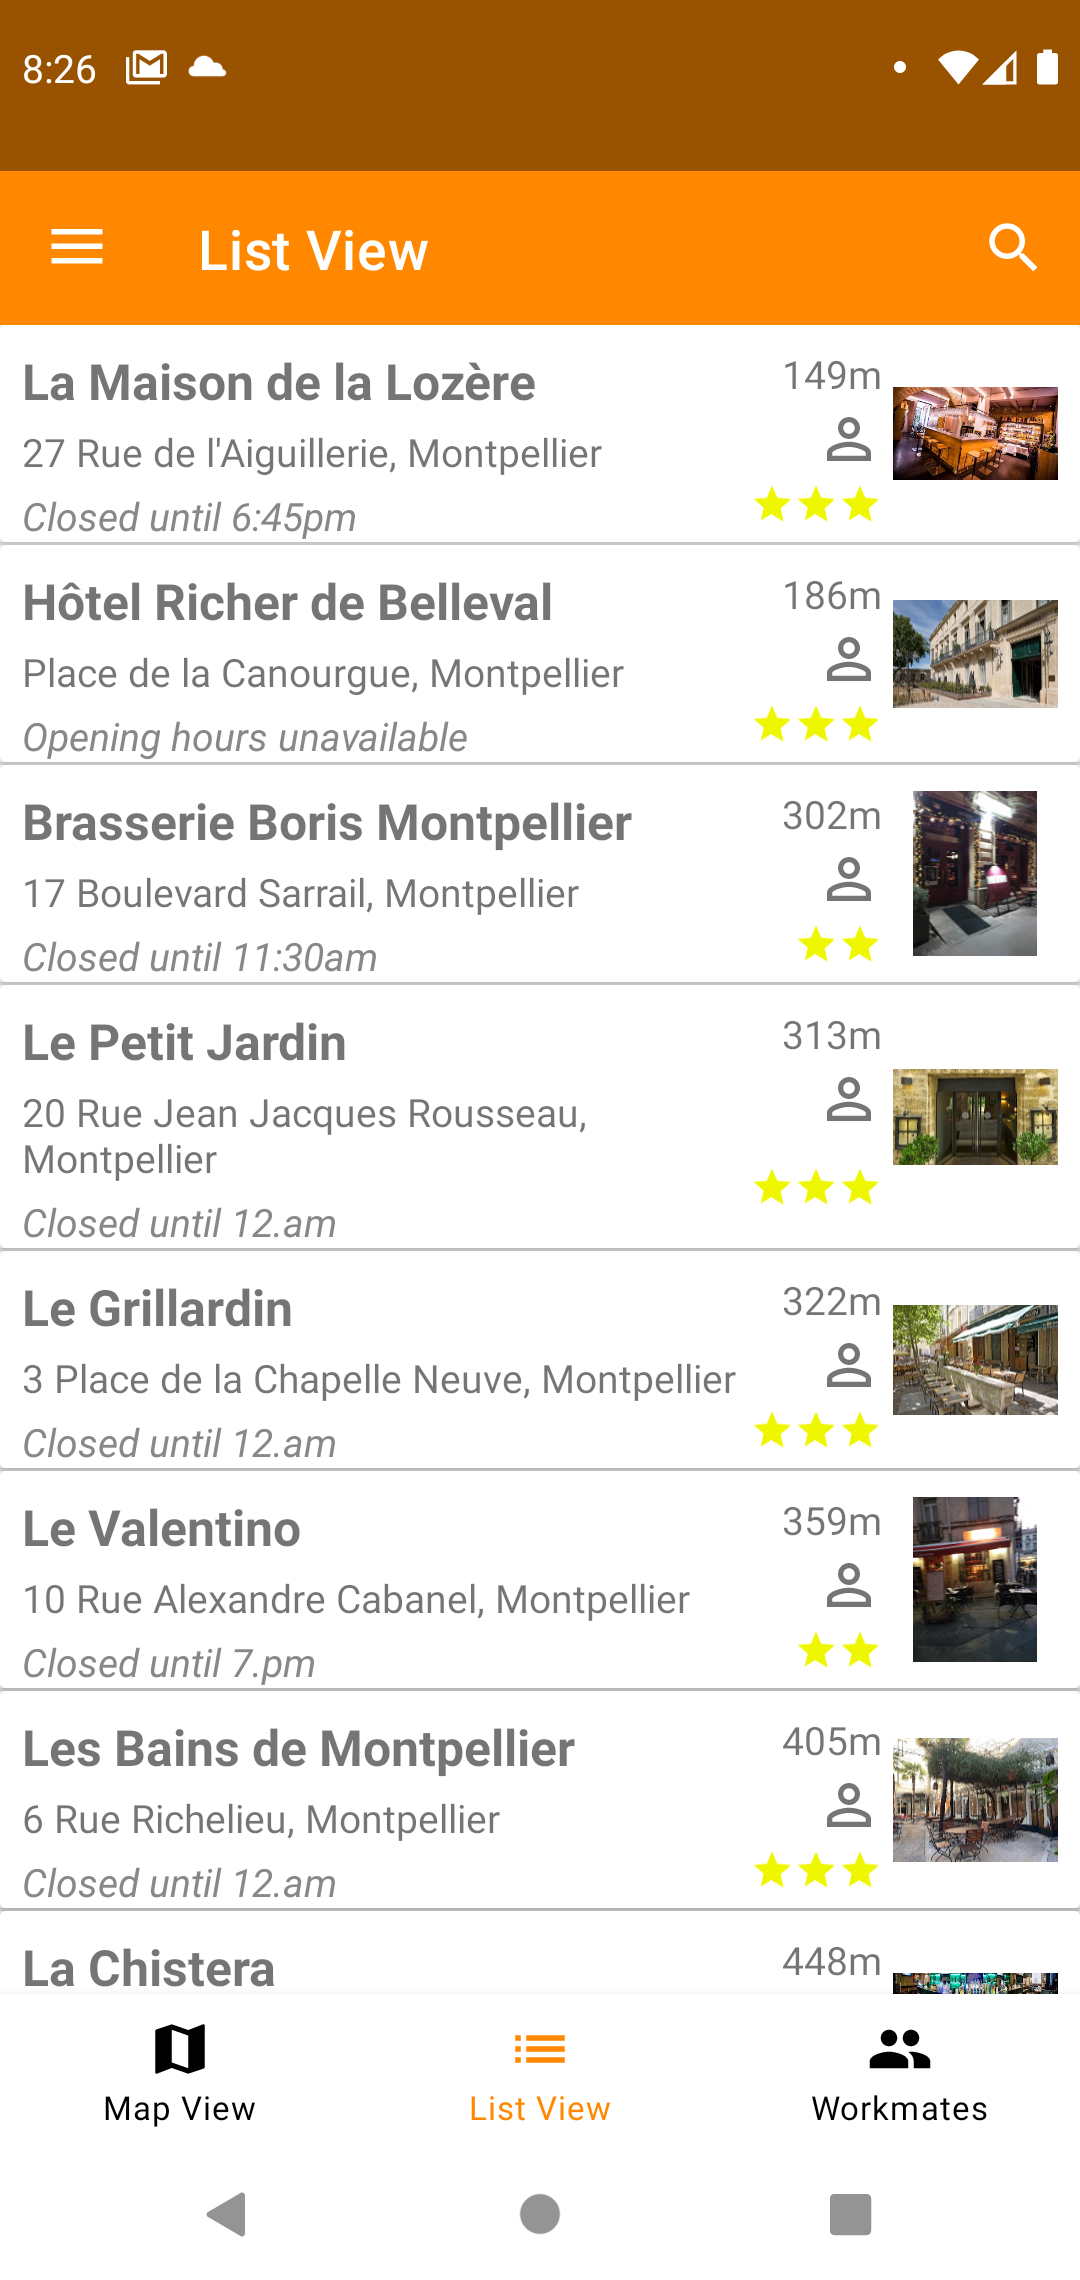 8:26
List View
La Maison de la Lozère
149m
27 Rue de l'Aiguillerie, Montpellier
Closed until 6:45pm
Hôtel Richer de Belleval
186m
Place de la Canourgue, Montpellier
Opening hours unavailable
Brasserie Boris Montpellier
302m
17 Boulevard Sarrail, Montpellier
Closed until 11:30am
Le Petit Jardin
313m
20 Rue Jean Jacques Rousseau,
Montpellier
Closed until 12.am
Le Grillardin
322m
3 Place de la Chapelle Neuve, Montpellier
Closed until 12.am
Le Valentino
359m
10 Rue Alexandre Cabanel, Montpellier
Closed until 7.pm
Les Bains de Montpellier
405m
6 Rue Richelieu, Montpellier
Closed until 12.am
La Chistera
448m
Map View
List View
Workmates